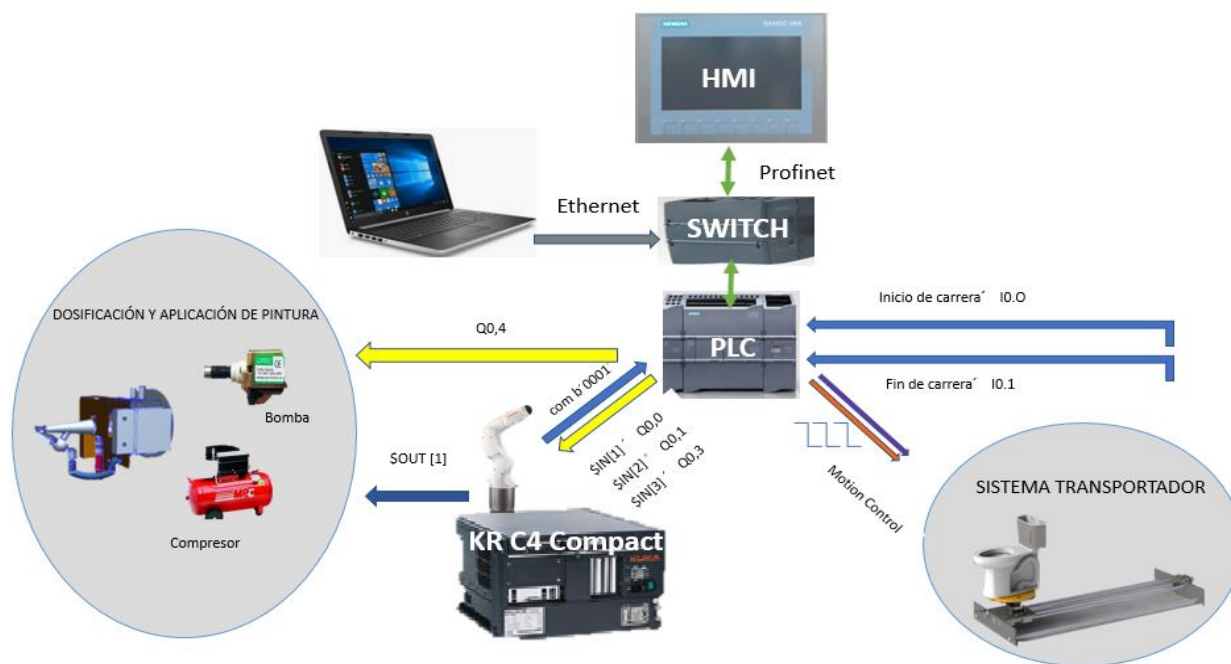 SIEMENS
HMI
Profinet
Ethernet
SWITCH
DOSIFICACIÓN Y APLICACIÓN DE PINTURA
Q0,4
PLC
Inicio de carrera´ I0.O
Fin de carrera´ I0.1
Bomba
com b´0001
$IN[1]´ Q0,0
$IN[2]´ Q0,1
$IN[3]´ Q0,3
Motion Control
$OUT [1]
Compresor
KR C4 Compact
SISTEMA TRANSPORTADOR